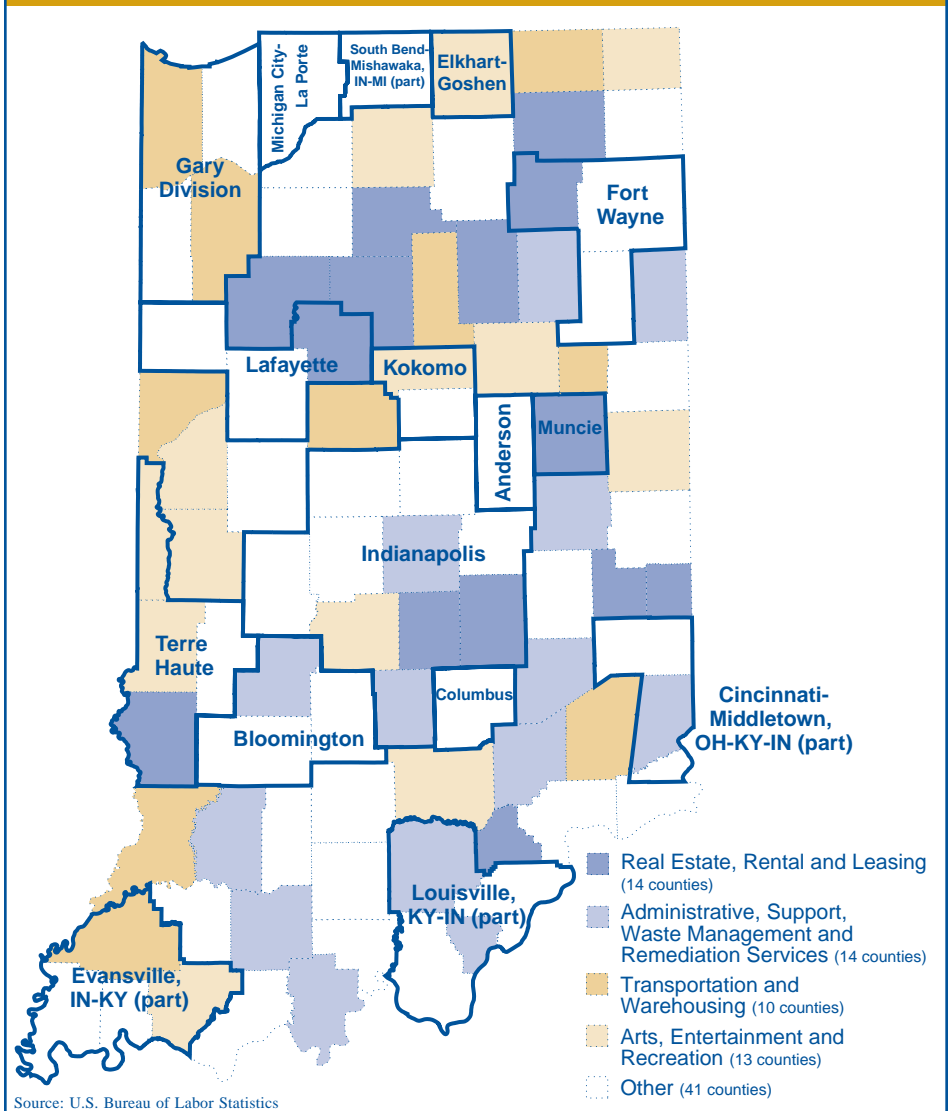 Michigan City-
La Porte
South Bend-
Mishawaka,
IN-MI (part)
Elkhart-
Goshen
Gary
Division
Fort
Wayne
Lafayette
Kokomo
Anderson
Muncie
Indianapolis
Terre
Haute
Columbus
Bloomington
Cincinnati-
Middletown,
OH-KY-IN (part)
Louisville,
KY-IN (part)
Evansville,
IN-KY (part)
Real Estate, Rental and Leasing
(14 counties)
Administrative, Support,
Waste Management and
Remediation Services (14 counties)
Transportation and
Warehousing (10 counties)
Arts, Entertainment and
Recreation (13 counties)
Other (41 counties)
Source: U.S. Bureau of Labor Statistics